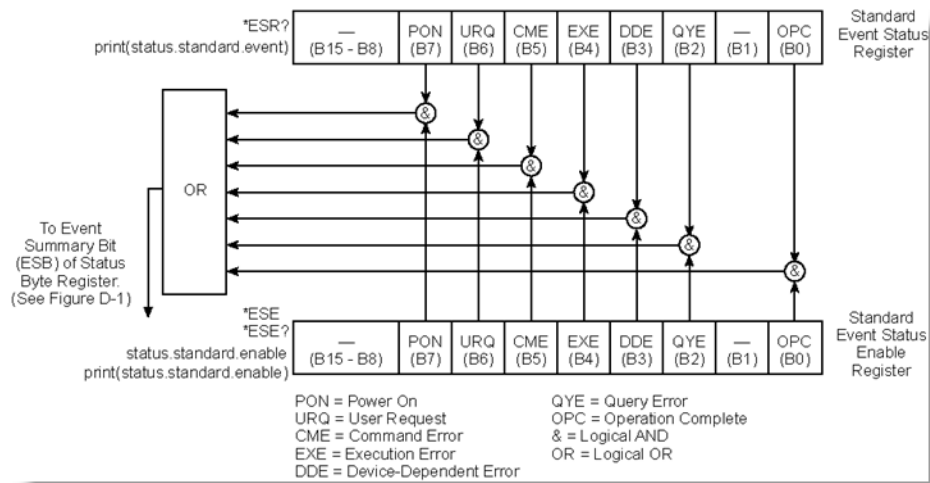 *ESR?
print(status.standard.event)
—
(B15 - B8)
PON
(B7)
URQ
(B6)
CME
(B5)
EXE
(B4)
DDE
(B3)
QYE
(B2)
—
(B1)
OPC
(B0)
Standard
Event Status
Register
&
&
&
&
&
&
&
OR
To Event
Summary Bit
(ESB) of Status
Byte Register.
(See Figure D-1)
*ESE
*ESE?
status.standard.enable
print(status.standard.enable)
—
(B15 - B8)
PON
(B7)
URQ
(B6)
CME
(B5)
EXE
(B4)
DDE
(B3)
QYE
(B2)
—
(B1)
OPC
(B0)
Standard
Event Status
Enable
Register
PON = Power On
URQ = User Request
CME = Command Error
EXE = Execution Error
DDE = Device-Dependent Error
QYE = Query Error
OPC = Operation Complete
& = Logical AND
OR = Logical OR